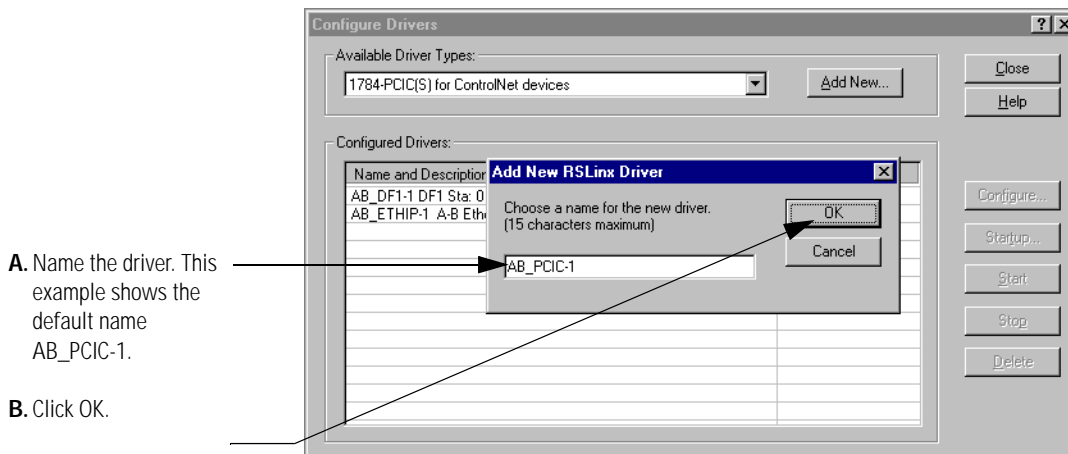 Configure Drivers
Available Driver Types:
1784-PCIC(S) for ControlNet devices
Add New...
Close
Help
Configured Drivers:
Name and Description
AB_DF1-1 DF1 Sta: 0
AB_ETHIP-1 A-B Ethe
Add New RSLinx Driver
Choose a name for the new driver.
(15 characters maximum)
AB_PCIC-1
OK
Cancel
Configure...
Startup...
Start
Stop
Delete
A. Name the driver. This
example shows the
default name
AB_PCIC-1.
B. Click OK.